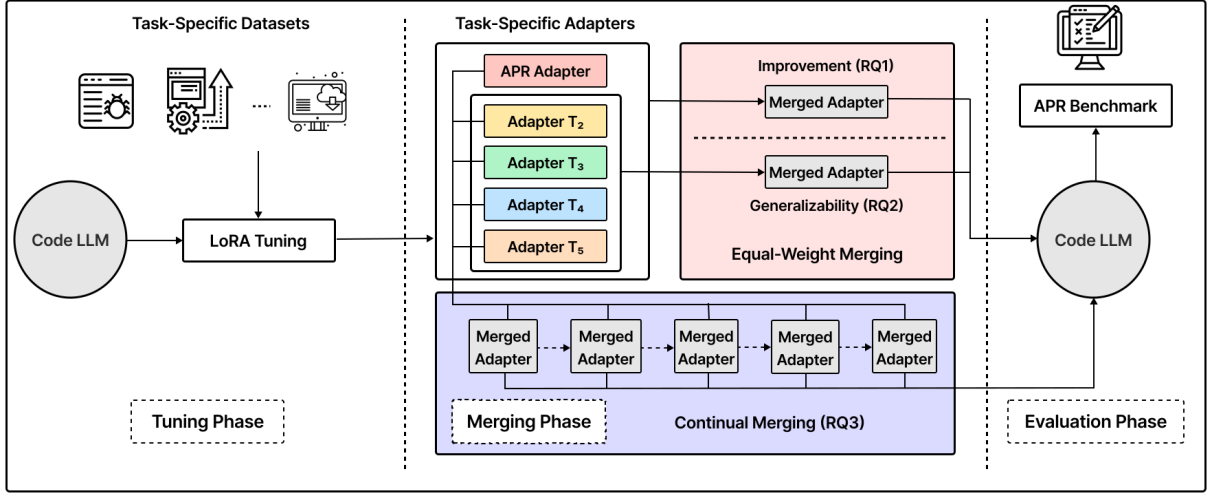 Task-Specific Datasets
Code LLM
LoRA Tuning
Tuning Phase
Task-Specific Adapters
APR Adapter
Adapter T2
Adapter T3
Adapter T4
Adapter T5
Improvement (RQ1)
Merged Adapter
Merged Adapter
Generalizability (RQ2)
Equal-Weight Merging
Merged
Adapter
Merged
Adapter
Merged
Adapter
Merged
Adapter
Merged
Adapter
Merging Phase
Continual Merging (RQ3)
APR Benchmark
Code LLM
Evaluation Phase